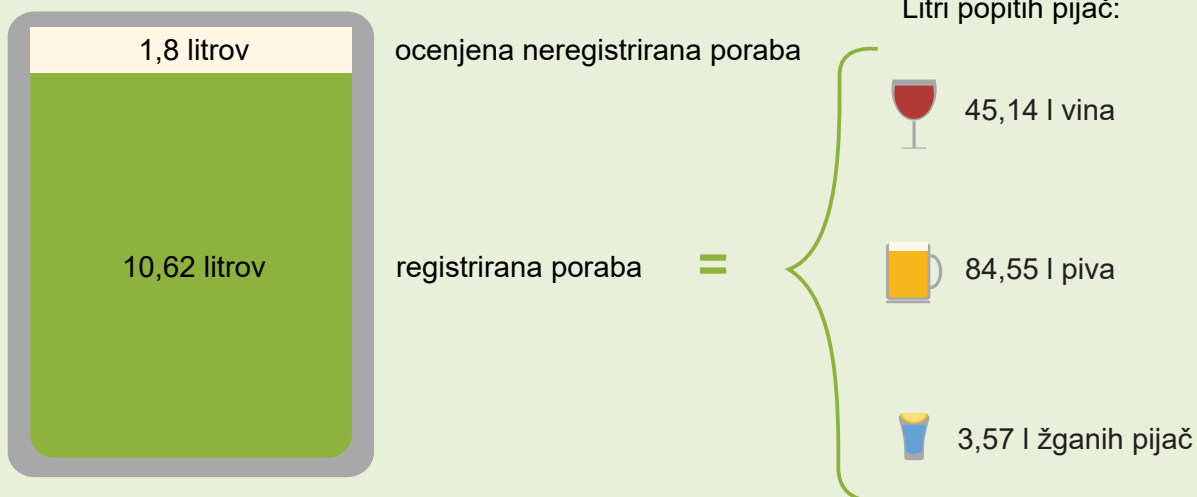 Litri popitih pijač:
1,8 litrov
ocenjena neregistrirana poraba
45,14 l vina
10,62 litrov
registrirana poraba
=
84,55 l piva
3,57 l žganih pijač